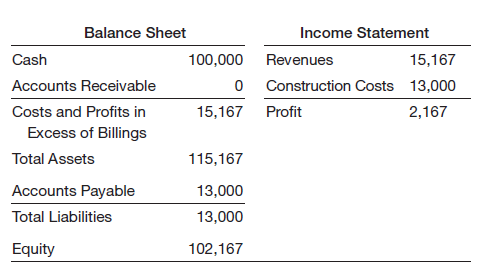 Balance Sheet Income Statement
Cash 100,000 Revenues 15,167
Accounts Receivable 0 Construction Costs 13,000
Costs and Profits in 15,167 Profit 2,167
Excess of Billings
Total Assets 115,167
Accounts Payable 13,000
Total Liabilities 13,000
Equity 102,167